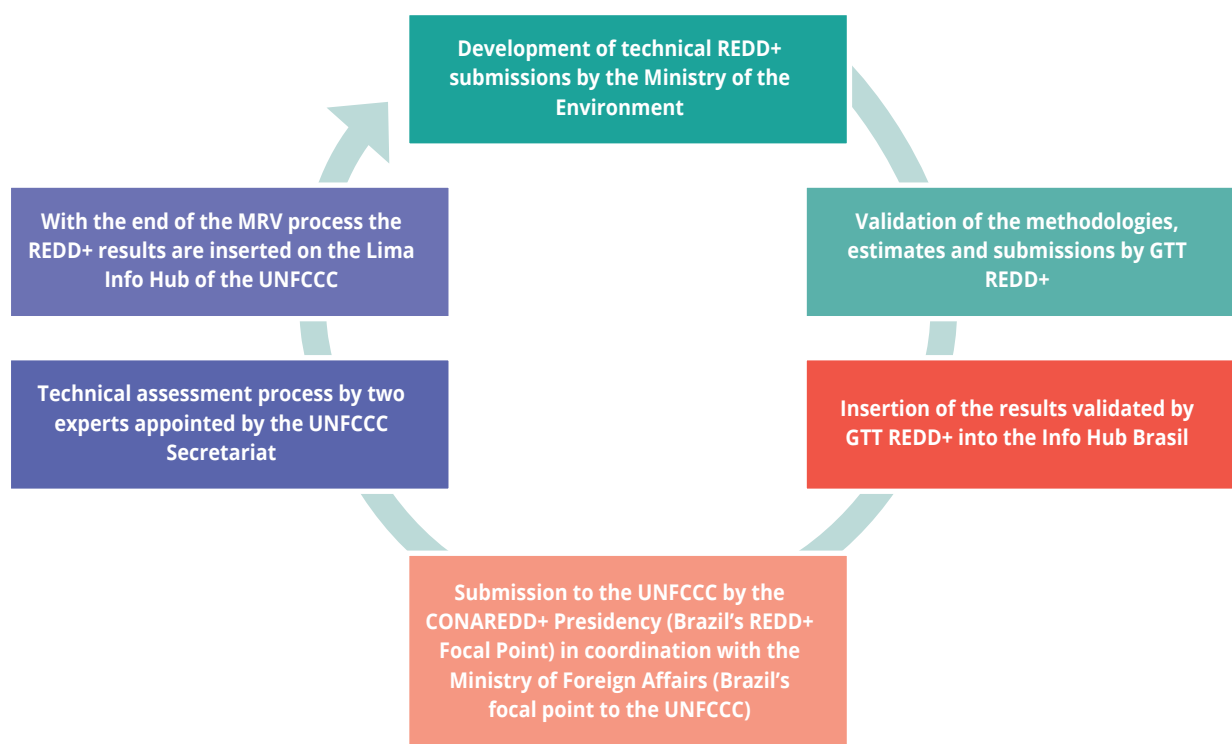 Development of technical REDD+
submissions by the Ministry of the
Environment
Validation of the methodologies,
estimates and submissions by GTT
REDD+
Insertion of the results validated by
GTT REDD+ into the Info Hub Brasil
Submission to the UNFCCC by the
CONAREDD+ Presidency (Brazil’s REDD+
Focal Point) in coordination with the
Ministry of Foreign Affairs (Brazil’s
focal point to the UNFCCC)
Technical assessment process by two
experts appointed by the UNFCCC
Secretariat
With the end of the MRV process the
REDD+ results are inserted on the Lima
Info Hub of the UNFCCC